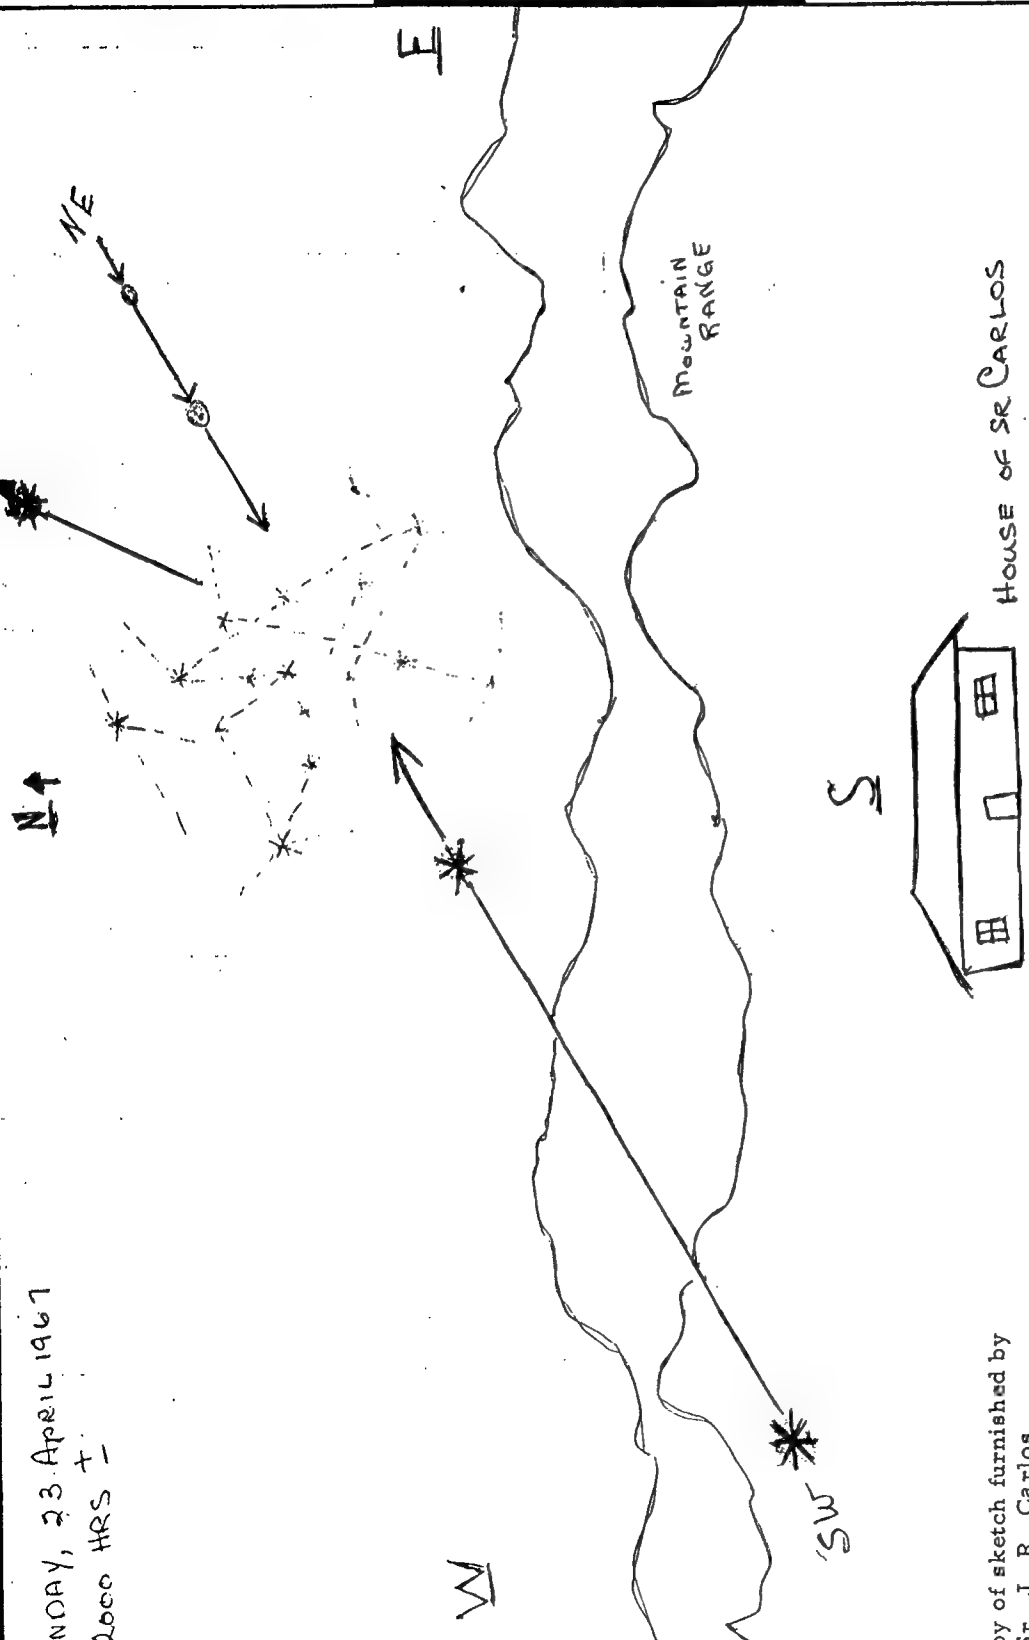 NDAY, 23 APRIL 1967
2000 HRS ±
N
NE
E
W
SW
S
MOUNTAIN
RANGE
HOUSE OF SR. CARLOS
py of sketch furnished by
J. R. Carlos